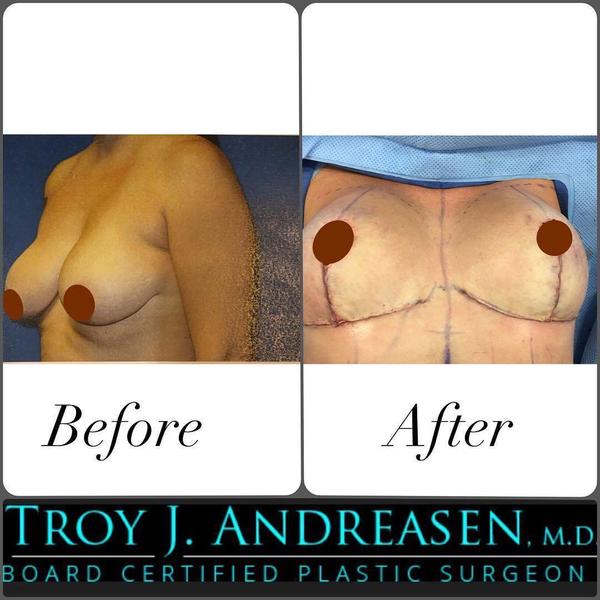 Before
After
TROY J. ANDREASEN, M.D.
BOARD CERTIFIED PLASTIC SURGEON